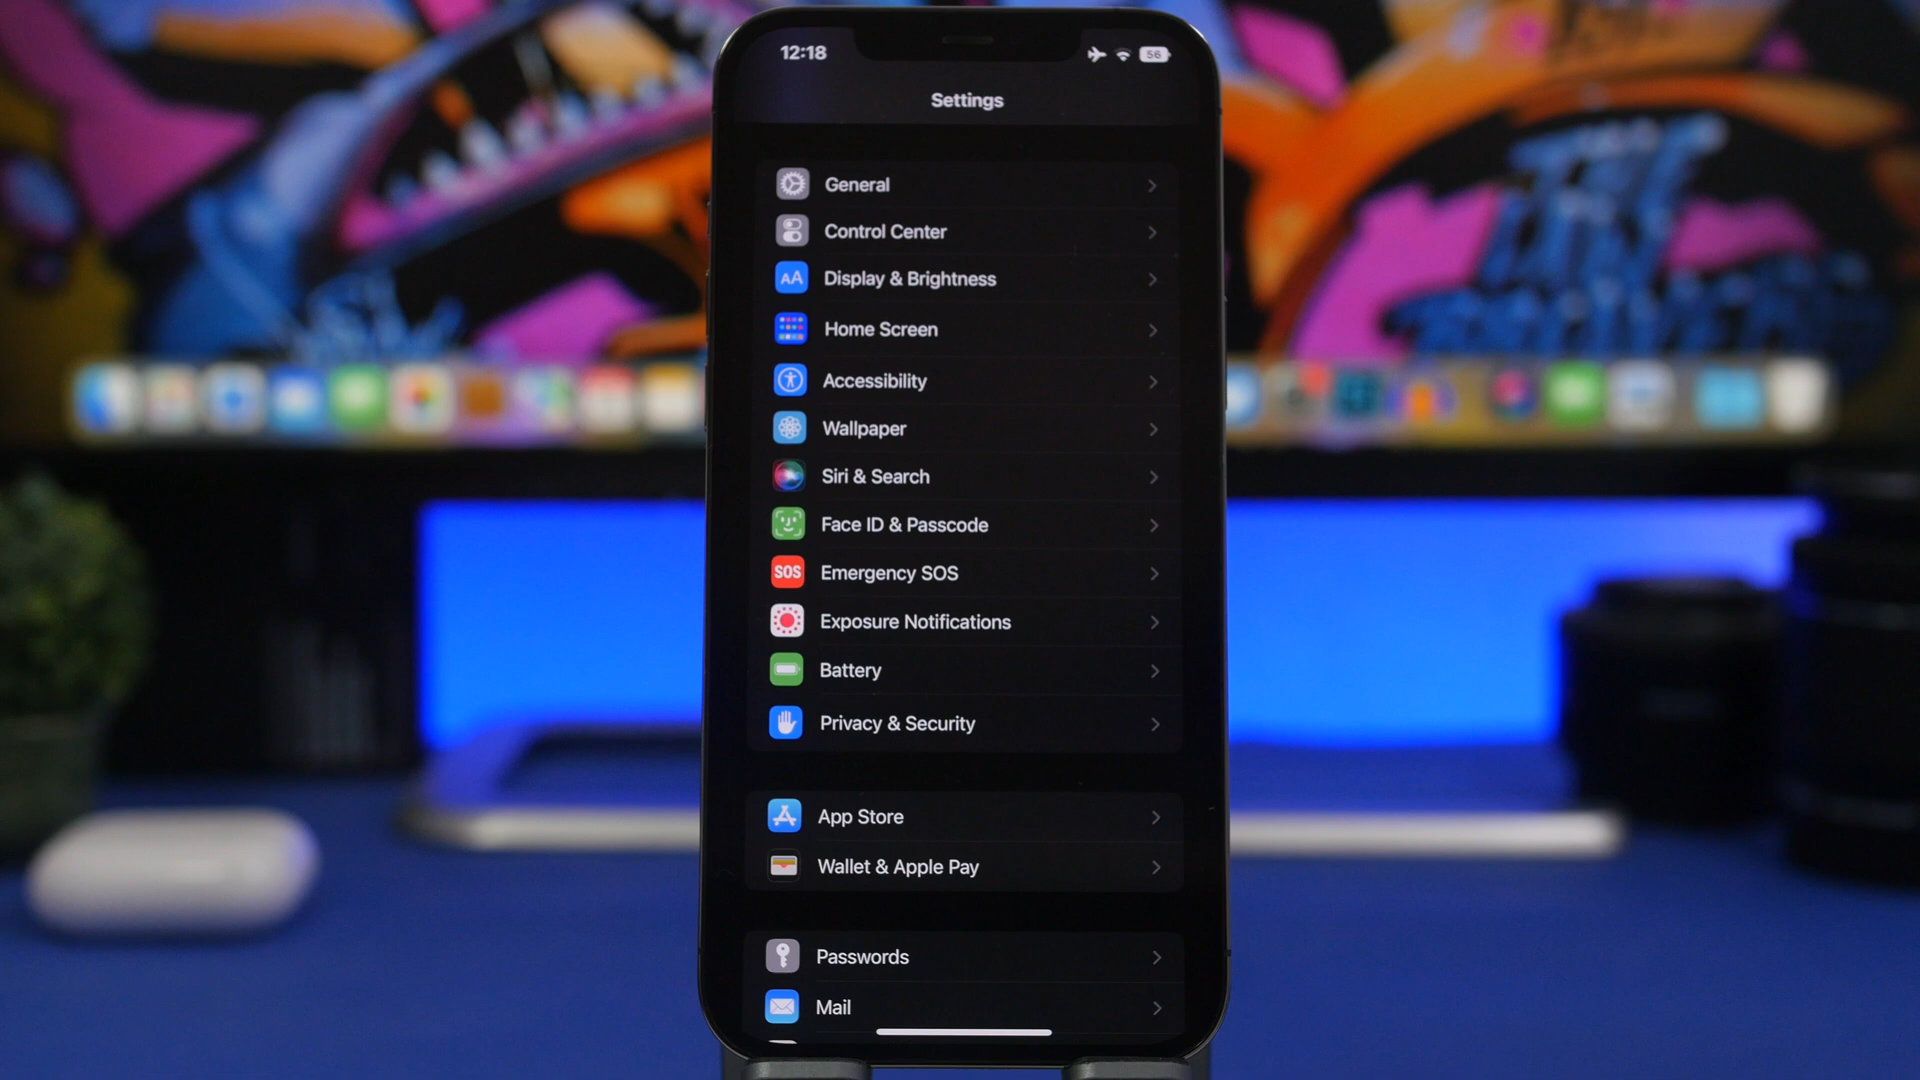 12:18
56
Settings
General
Control Center
AA Display & Brightness
Home Screen
Accessibility
Wallpaper
Siri & Search
Face ID & Passcode
SOS Emergency SOS
Exposure Notifications
Battery
Privacy & Security
App Store
Wallet & Apple Pay
Passwords
Mail